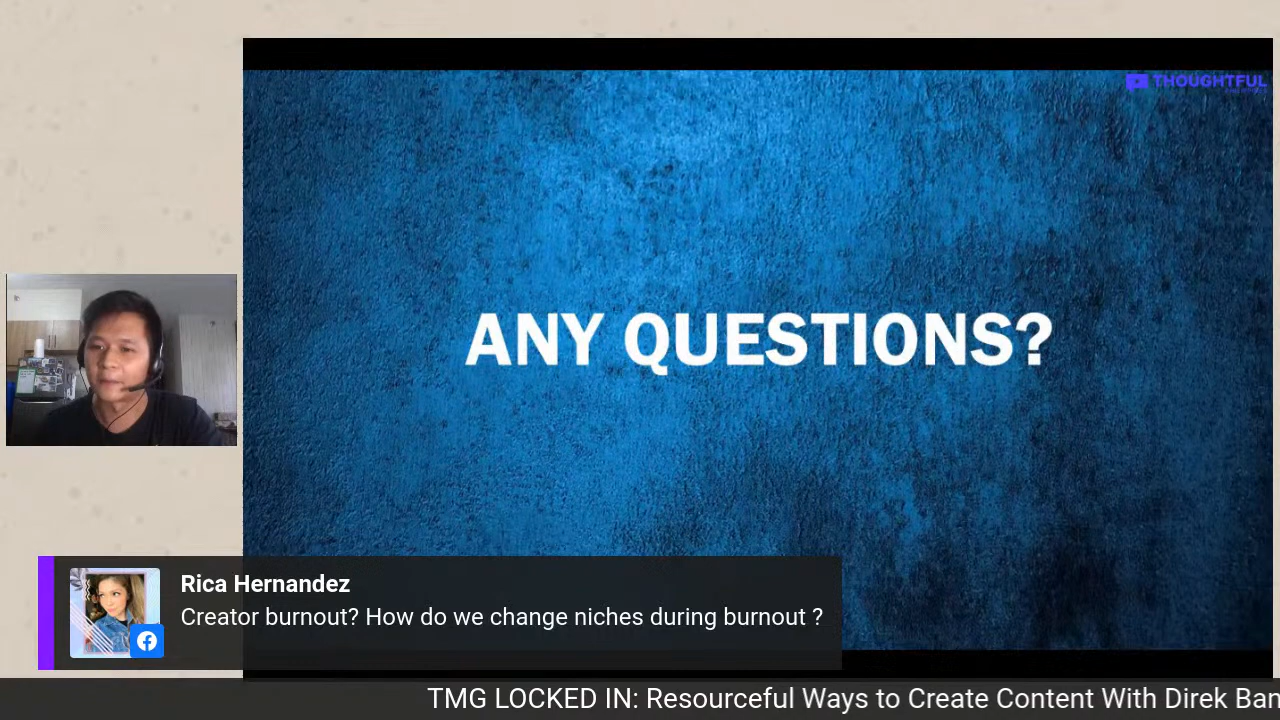 THOUGHTFUL
ANY QUESTIONS?
Rica Hernandez
Creator burnout? How do we change niches during burnout ?
TMG LOCKED IN: Resourceful Ways to Create Content With Direk Ban